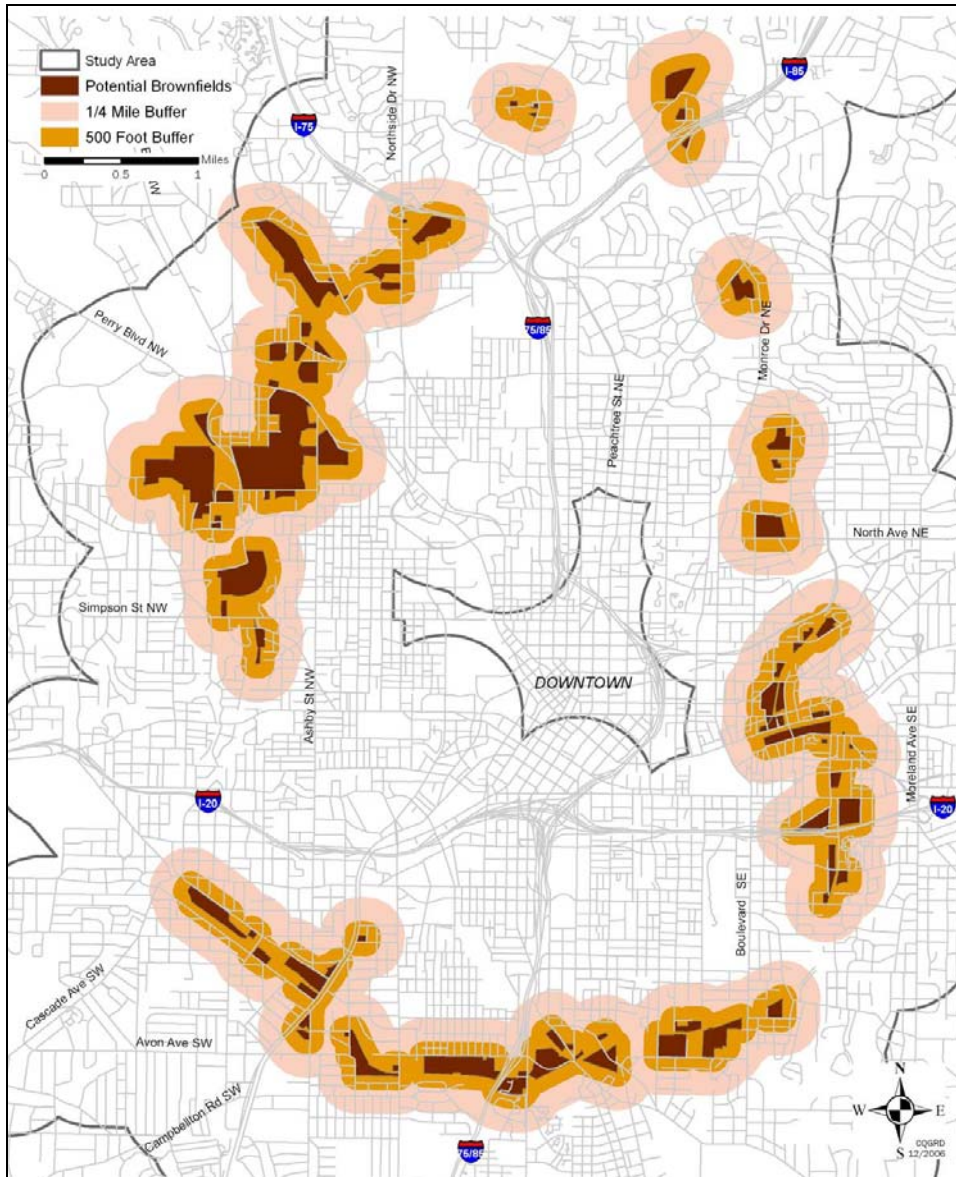 Study Area
Potential Brownfields
1/4 Mile Buffer
500 Foot Buffer
0 0.5 1 Miles
Northside Dr NW
I-75
I-85
Perry Blvd NW
75/85
Monroe Dr NE
Peachtree St NE
North Ave NE
Simpson St NW
DOWNTOWN
Ashby St NW
Moreland Ave SE
I-20
I-20
Boulevard SE
Cascade Ave SW
Avon Ave SW
Campbellton Rd SW
75/85
N
W E
S
CQGRD
12/2006